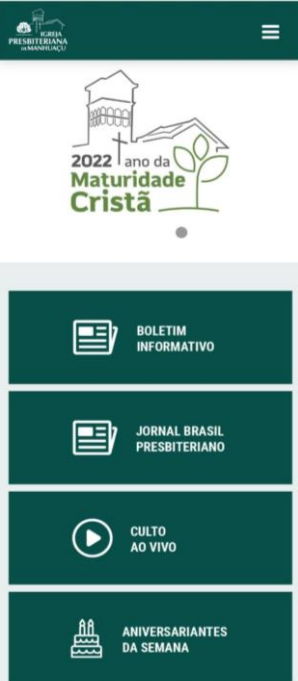 IGREJA
PRESBITERIANA
DE MANHUAÇU
2022 ano da
Maturidade
Cristã
BOLETIM
INFORMATIVO
JORNAL BRASIL
PRESBITERIANO
CULTO
AO VIVO
ANIVERSARIANTES
DA SEMANA